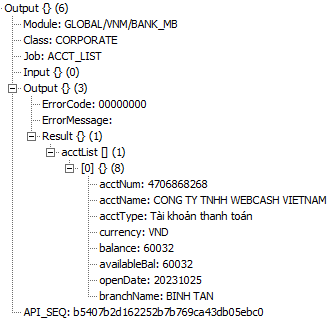 Output {} (6)
Module: GLOBAL/VNM/BANK_MB
Class: CORPORATE
Job: ACCT_LIST
Input {} (0)
Output {} (3)
ErrorCode: 00000000
ErrorMessage:
Result {} (1)
acctList [] (1)
[0] {} (8)
acctNum: 4706868268
acctName: CONG TY TNHH WEBCASH VIETNAM
acctType: Tài khoản thanh toán
currency: VND
balance: 60032
availableBal: 60032
openDate: 20231025
branchName: BINH TAN
API_SEQ: b5407b2d162252b7b769ca43db05ebc0